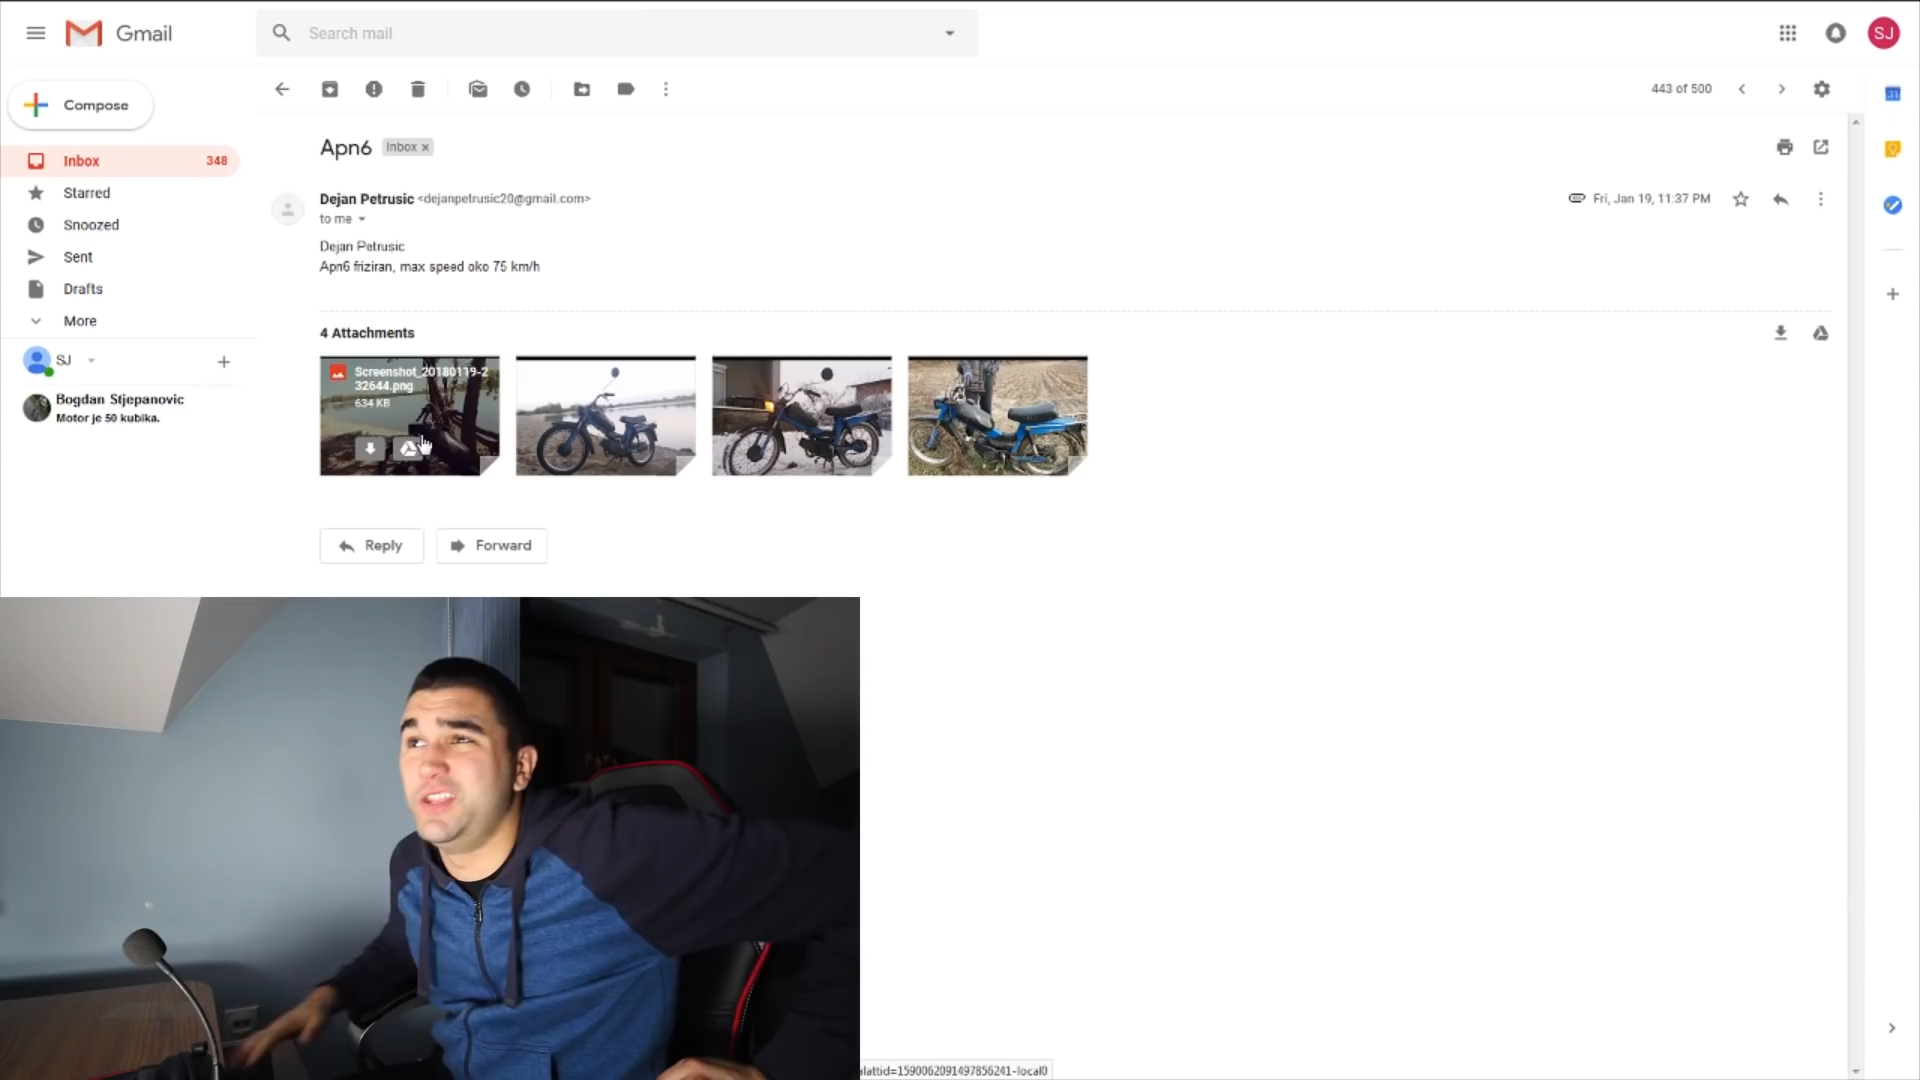 Gmail
Search mail
SJ
Compose
443 of 500
Inbox 348
Starred
Snoozed
Sent
Drafts
More
SJ
Bogdan Stjepanovic
Motor je 50 kubika.
Apn6 Inbox x
Dejan Petrusic <dejanpetrusic20@gmail.com>
Fri, Jan 19, 11:37 PM
to me
Dejan Petrusic
Apn6 friziran, max speed oko 75 km/h
4 Attachments
Screenshot_20180119-2
32644.png
634 KB
Reply
Forward
31
lattid=1590062091497856241-local0